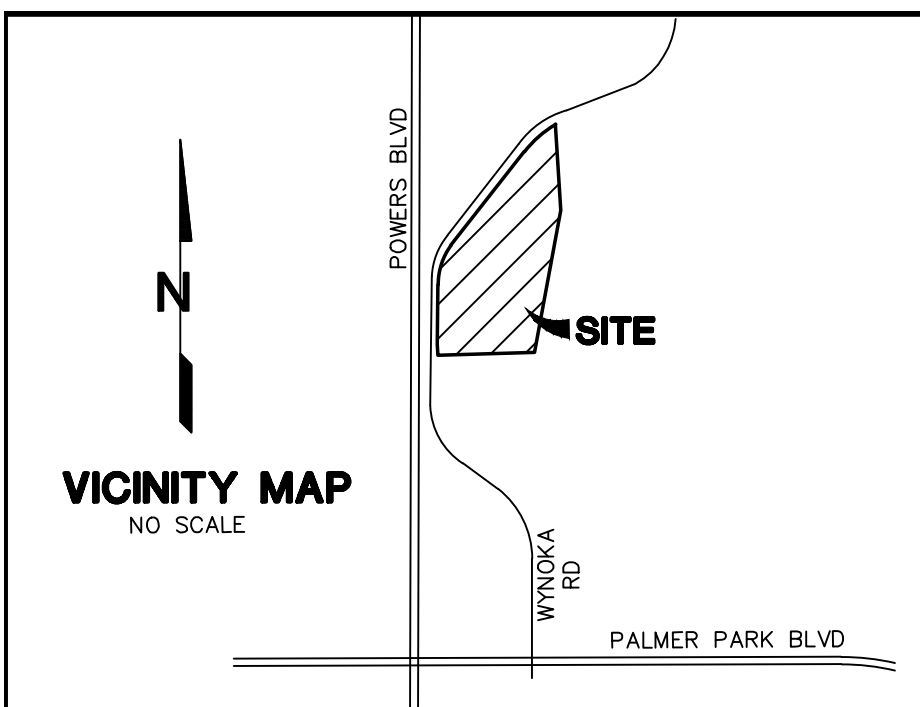 POWERS BLVD
N
SITE
VICINITY MAP
NO SCALE
WYNOKA
RD
PALMER PARK BLVD